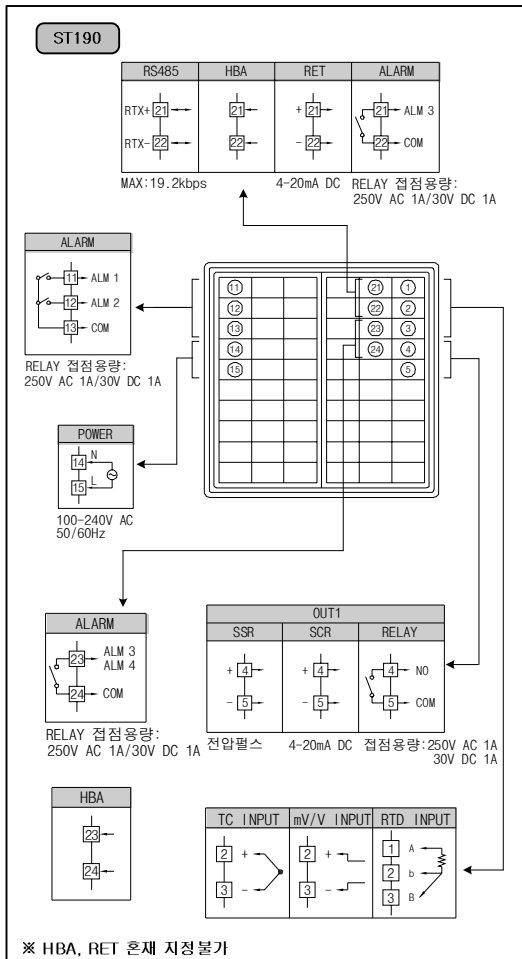 ST190
RS485 HBA RET ALARM
RTX+ 21 21 + 21 21 ALM 3
RTX- 22 22 - 22 22 COM
MAX:19.2kbps 4-20mA DC RELAY 접점용량:
250V AC 1A/30V DC 1A
ALARM
11 ALM 1
12 ALM 2
13 COM
RELAY 접점용량:
250V AC 1A/30V DC 1A
11 21 1
12 22 2
13 23 3
14 24 4
15 5
POWER
14 N
15 L
100-240V AC
50/60Hz
ALARM
23 ALM 3
ALM 4
24 COM
RELAY 접점용량:
250V AC 1A/30V DC 1A
OUT1
SSR SCR RELAY
+ 4 + 4 4 NO
- 5 - 5 5 COM
전압펄스 4-20mA DC 접점용량:250V AC 1A
30V DC 1A
HBA
23
24
TC INPUT mV/V INPUT RTD INPUT
2 + 2 + 1 A
3 - 3 - 2 b
3 B
※ HBA, RET 혼재 지정불가